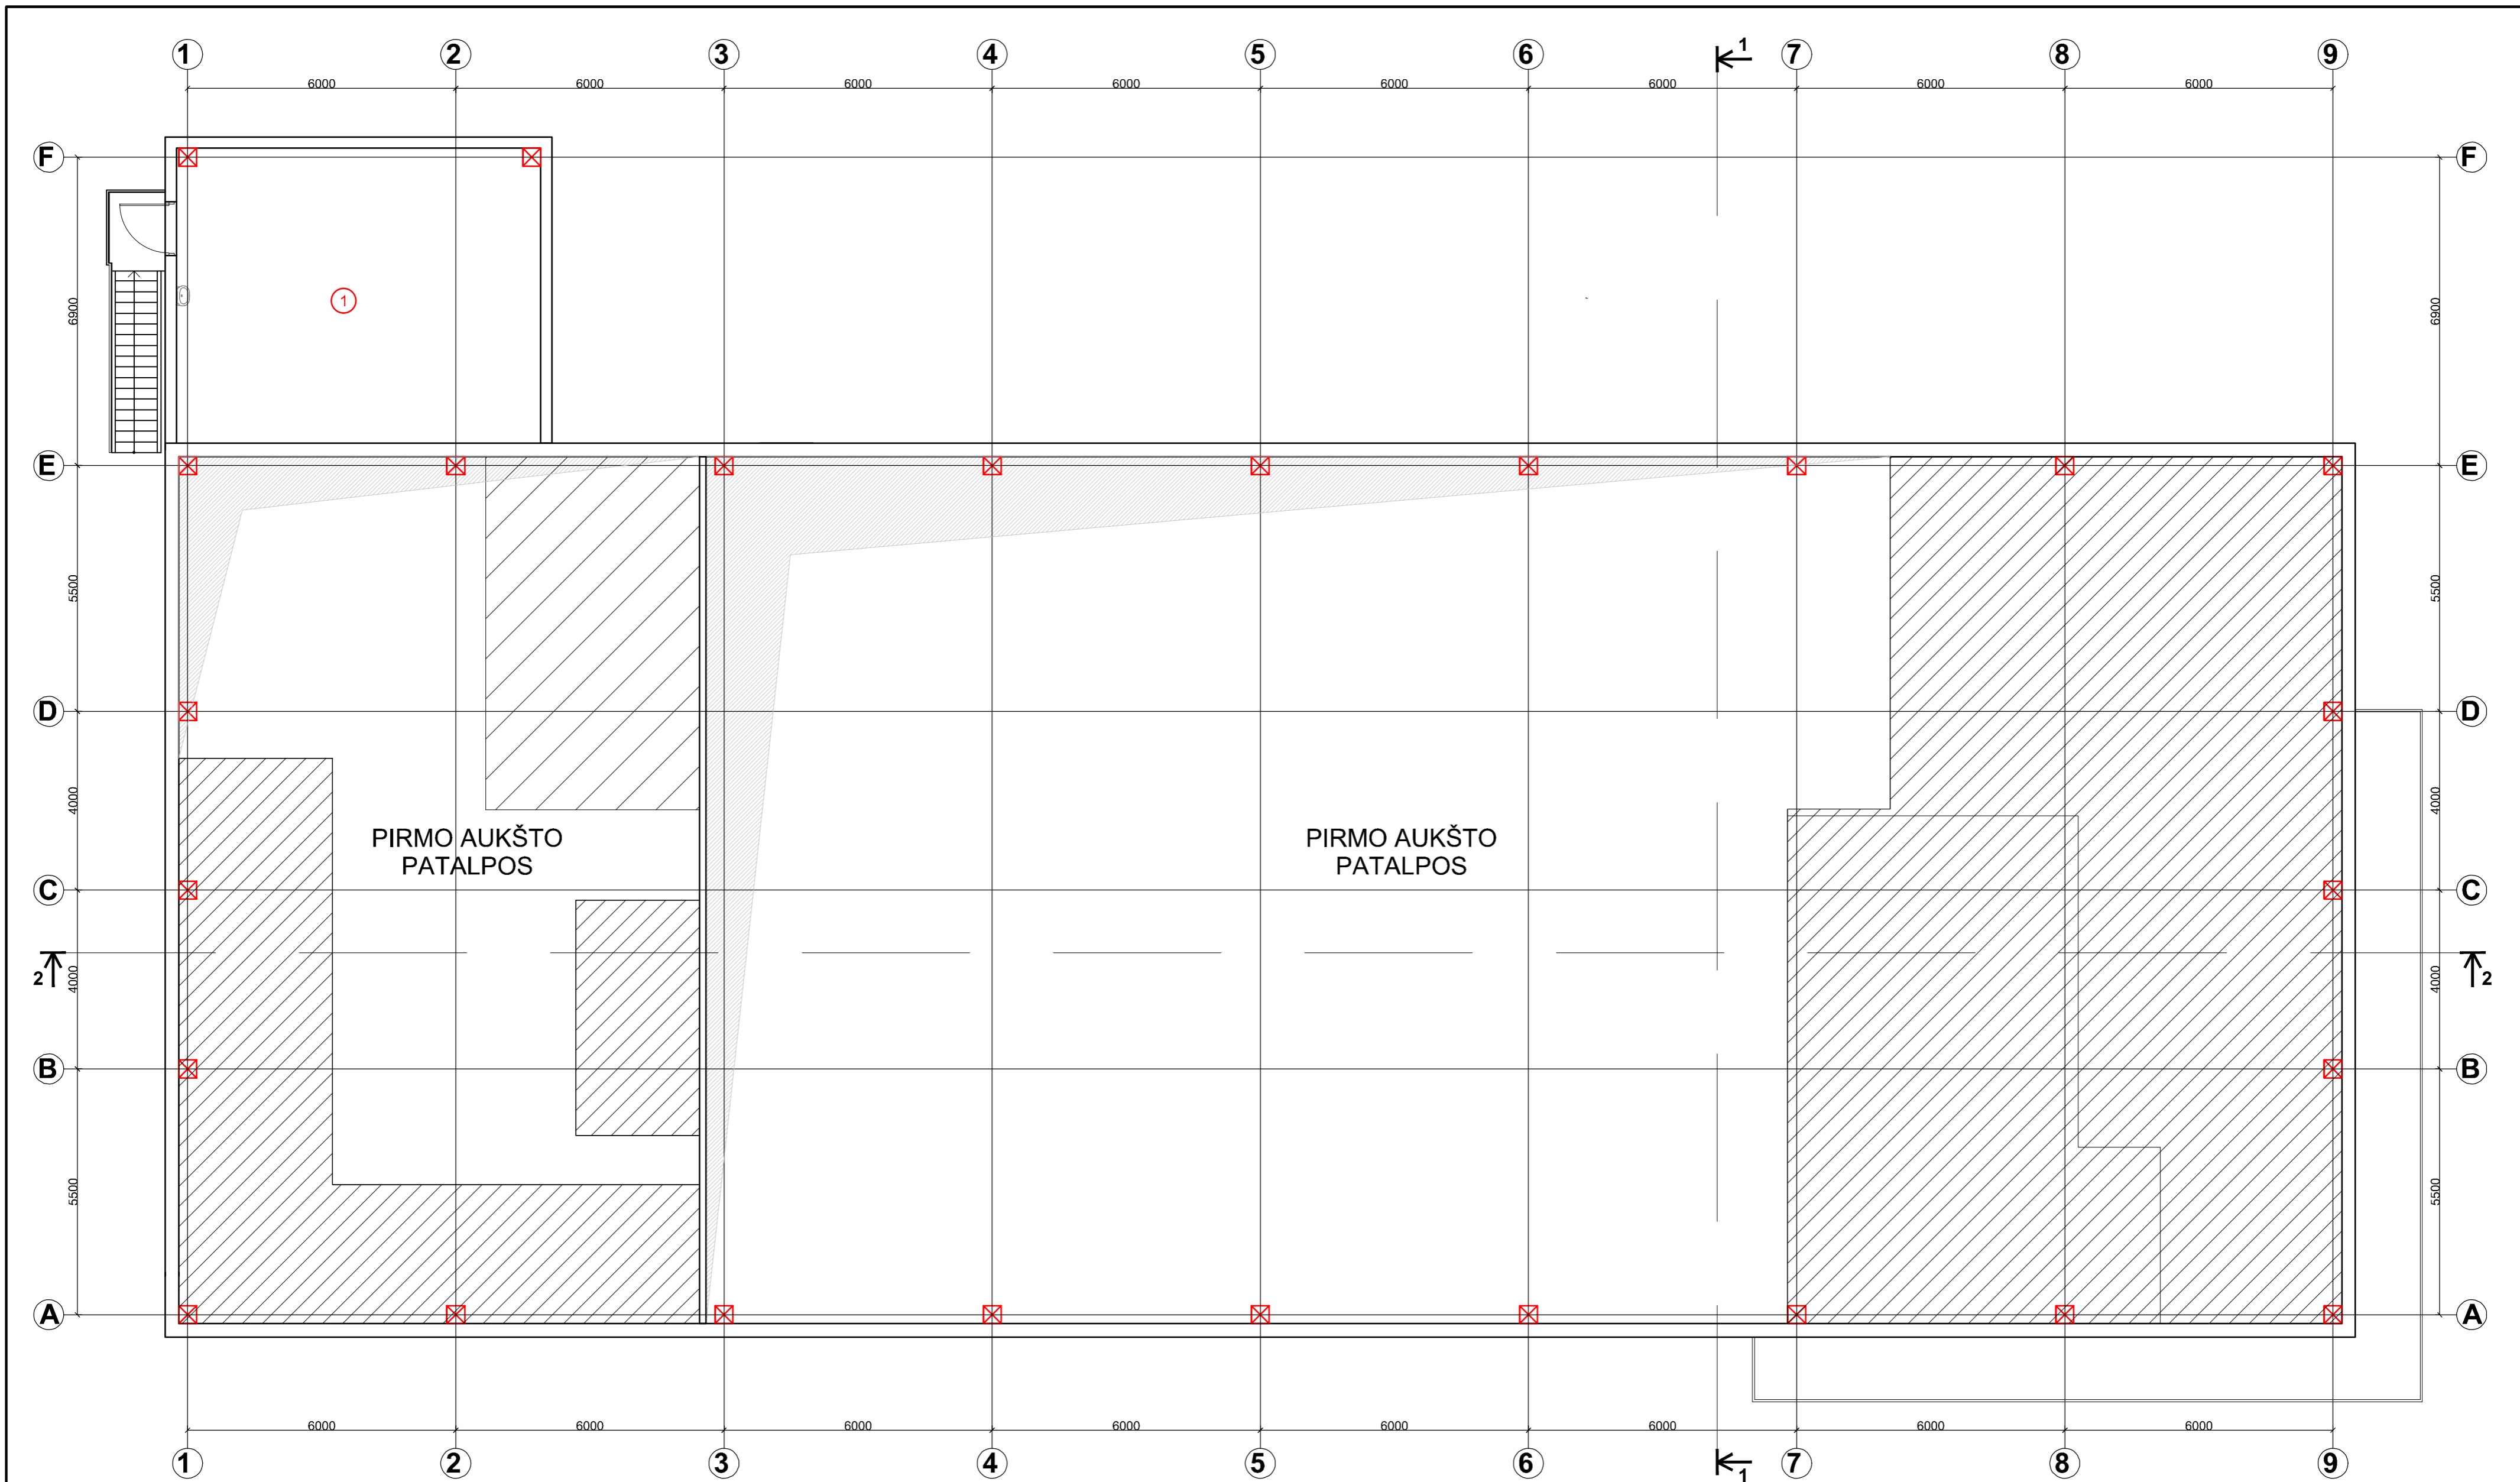 1 2 3 4 5 6 1 7 8 9
6000 6000 6000 6000 6000 6000 6000 6000
F F
1
6900 6900
E E
5500 5500
D D
4000 4000
PIRMO AUKŠTO
PATALPOS
PIRMO AUKŠTO
PATALPOS
C C
2 4000 4000 2
B B
5500 5500
A A
6000 6000 6000 6000 6000 6000 6000 6000
1 2 3 4 5 6 1 7 8 9